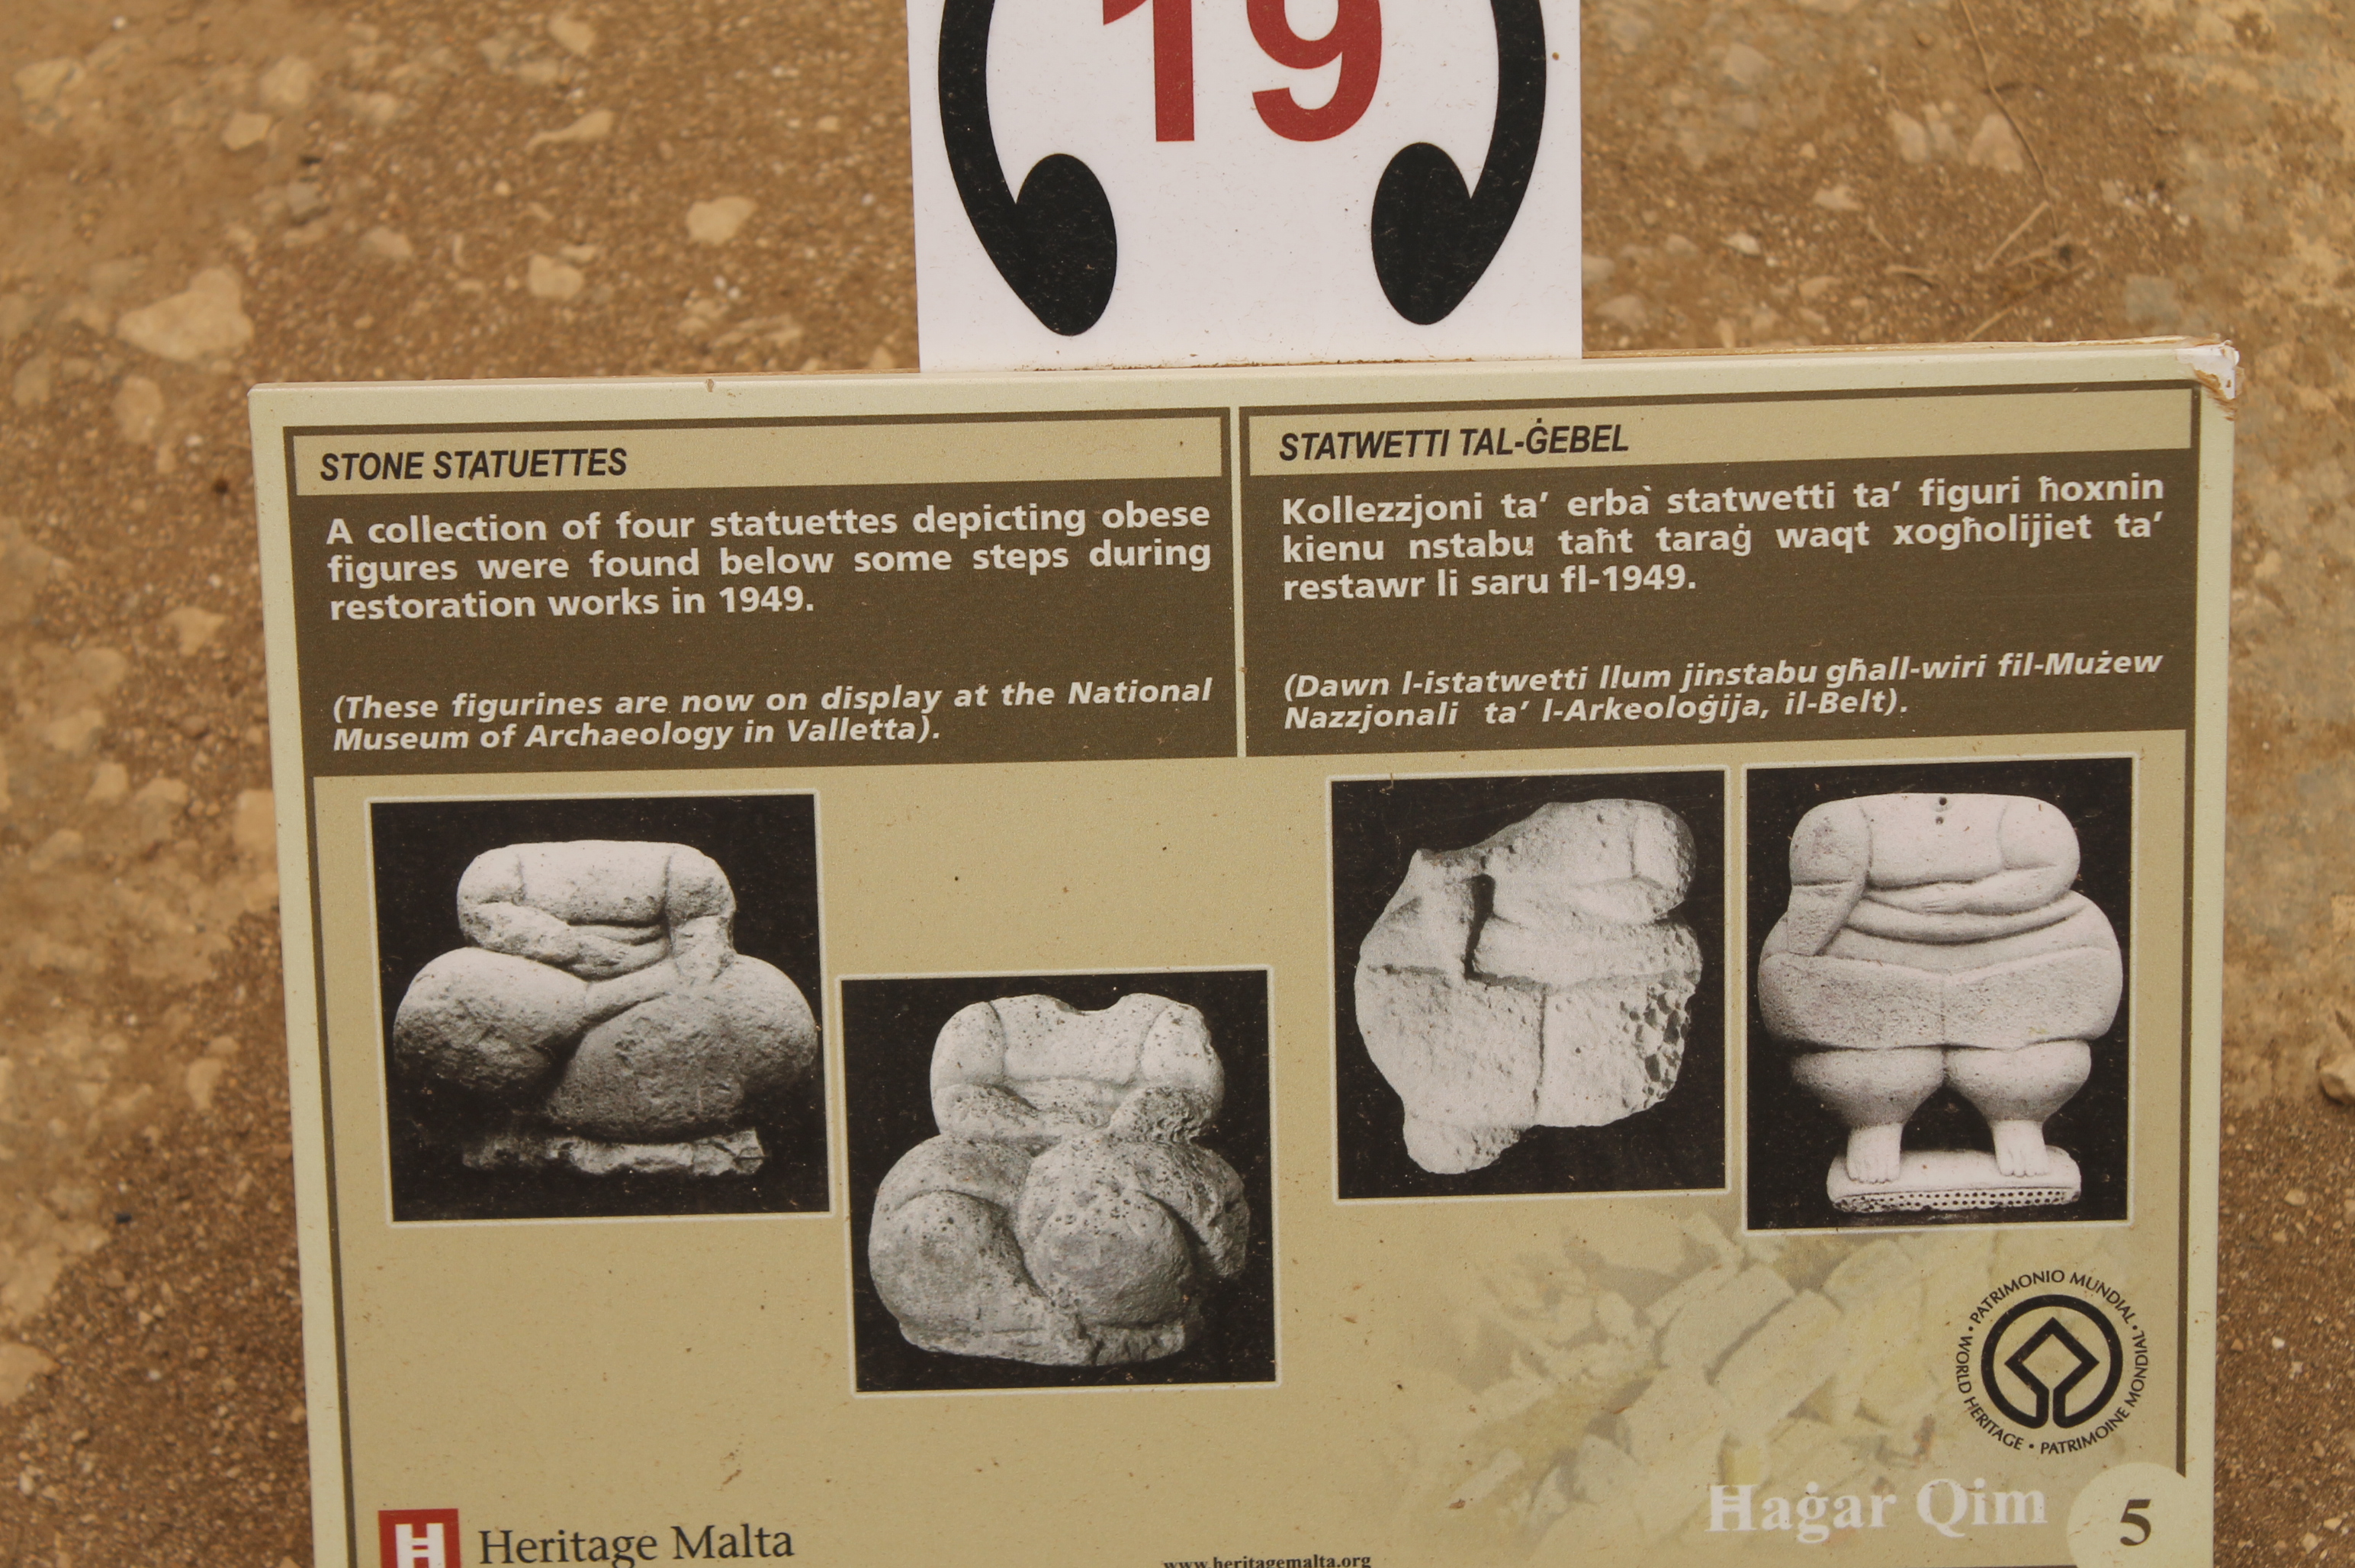 19
STONE STATUETTES
A collection of four statuettes depicting obese
figures were found below some steps during
restoration works in 1949.
(These figurines are now on display at the National
Museum of Archaeology in Valletta).
STATWETTI TAL-ĠEBEL
Kollezzjoni ta’ erba` statwetti ta’ figuri ħoxnin
kienu nstabu taħt taraġ waqt xogħolijiet ta’
restawr li saru fl-1949.
(Dawn l-istatwetti llum jinstabu għall-wiri fil-Mużew
Nazzjonali ta’ l-Arkeoloġija, il-Belt).
WORLD HERITAGE • PATRIMONIO MUNDIAL • PATRIMOINE MONDIAL •
Ħaġar Qim
5
H Heritage Malta
www.heritagemalta.org